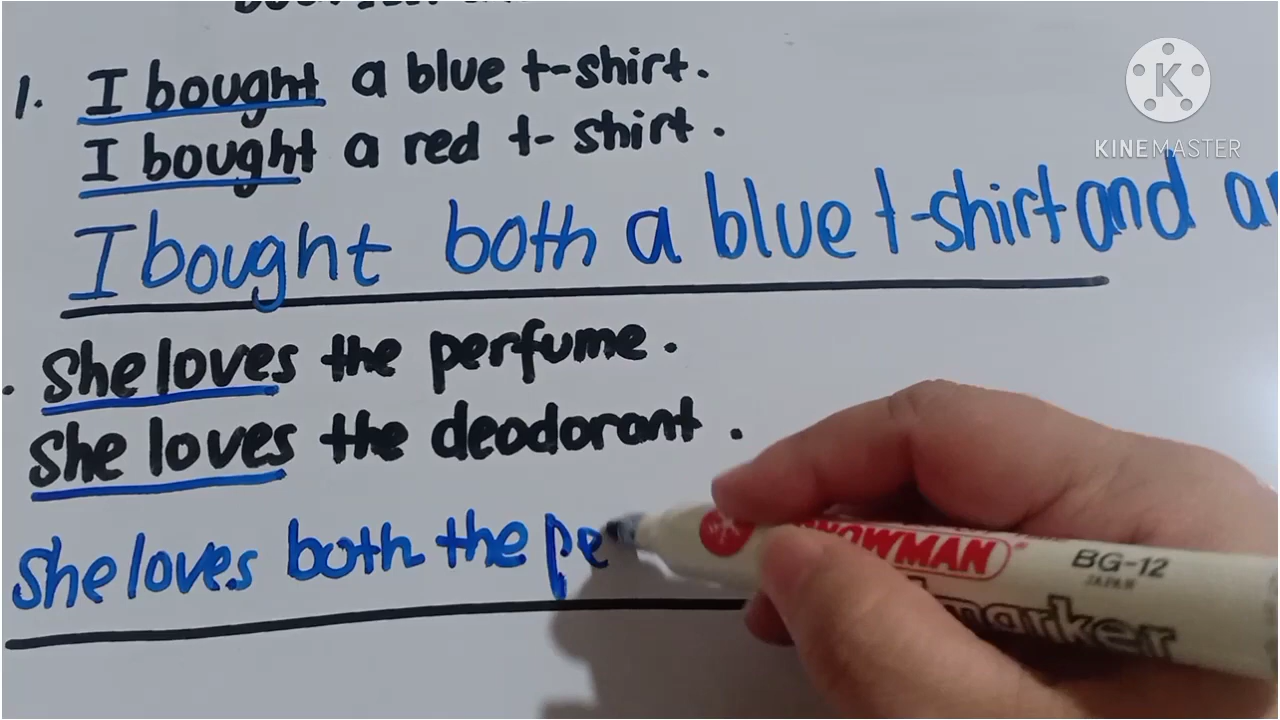 1. I bought a blue t-shirt.
I bought a red t-shirt.
I bought both a blue t-shirt and a
. She loves the perfume.
She loves the deodorant.
She loves both the pe
SNOWMAN
BG-12
JAPAN
marker
K
KINEMASTER